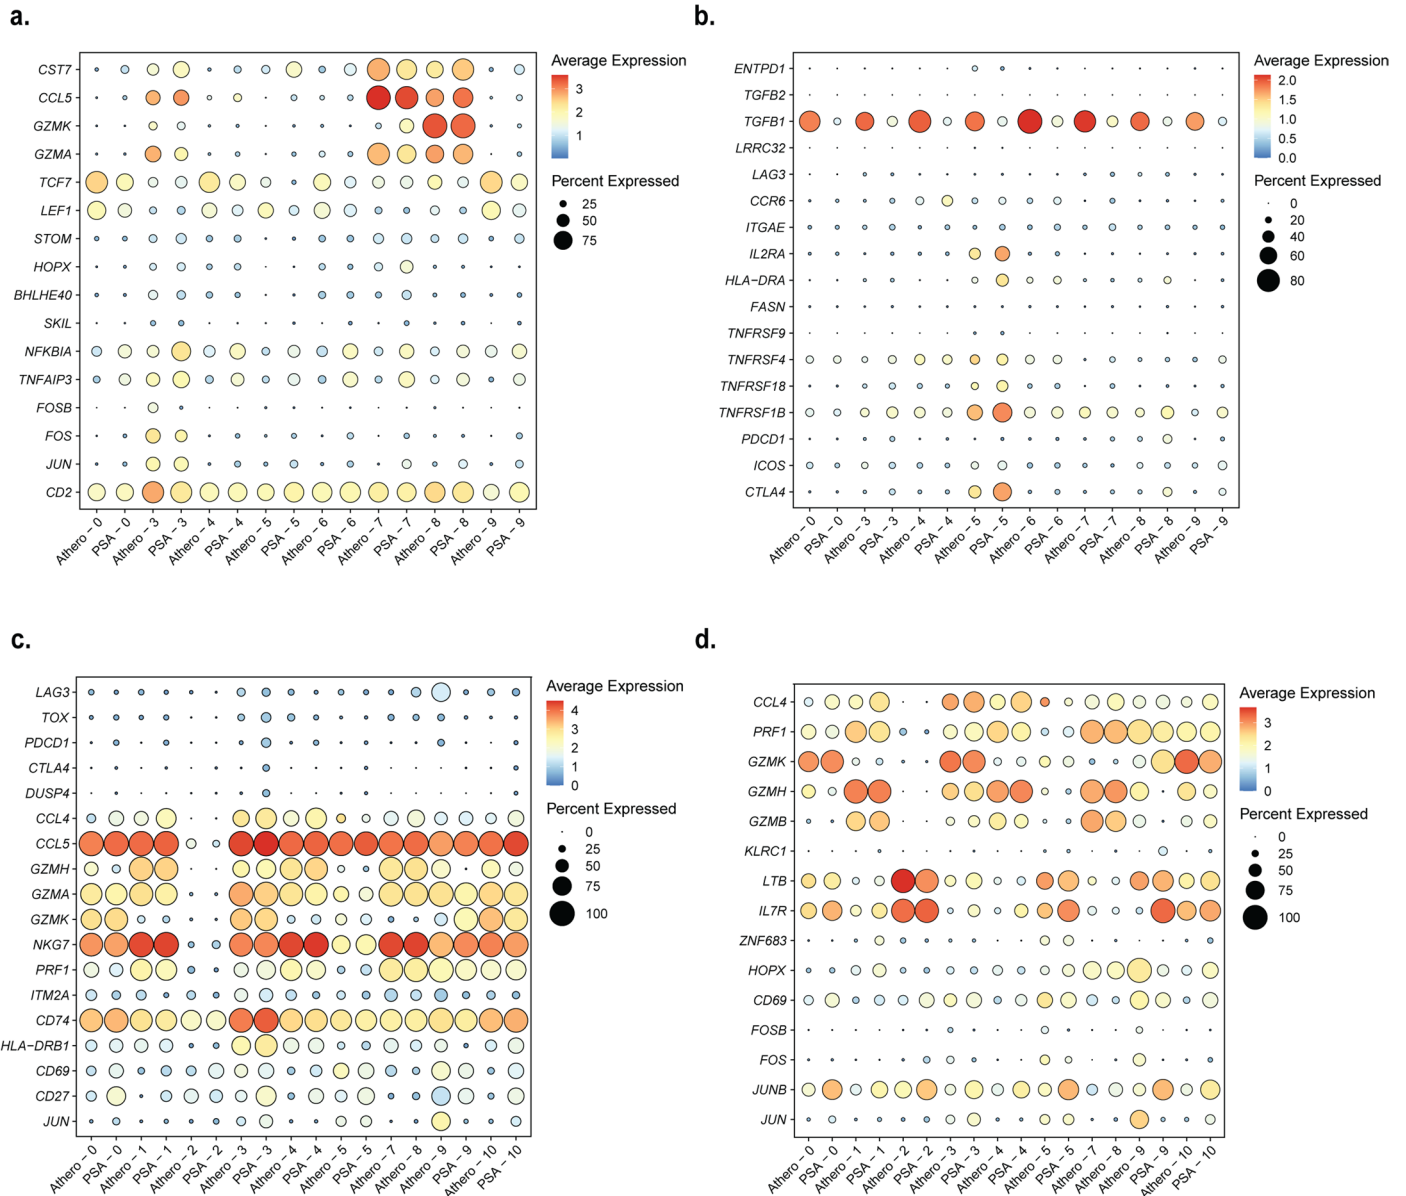 a.
CST7
CCL5
GZMK
GZMA
TCF7
LEF1
STOM
HOPX
BHLHE40
SKIL
NFKBIA
TNFAIP3
FOSB
FOS
JUN
CD2
Athero – 0
PSA – 0
Athero – 3
PSA – 3
Athero – 4
PSA – 4
Athero – 5
PSA – 5
Athero – 6
PSA – 6
Athero – 7
PSA – 7
Athero – 8
PSA – 8
Athero – 9
PSA – 9
Average Expression
3
2
1
Percent Expressed
25
50
75
b.
ENTPD1
TGFB2
TGFB1
LRRC32
LAG3
CCR6
ITGAE
IL2RA
HLA−DRA
FASN
TNFRSF9
TNFRSF4
TNFRSF18
TNFRSF1B
PDCD1
ICOS
CTLA4
Athero – 0
PSA – 0
Athero – 3
PSA – 3
Athero – 4
PSA – 4
Athero – 5
PSA – 5
Athero – 6
PSA – 6
Athero – 7
PSA – 7
Athero – 8
PSA – 8
Athero – 9
PSA – 9
Average Expression
2.0
1.5
1.0
0.5
0.0
Percent Expressed
0
20
40
60
80
c.
LAG3
TOX
PDCD1
CTLA4
DUSP4
CCL4
CCL5
GZMH
GZMA
GZMK
NKG7
PRF1
ITM2A
CD74
HLA−DRB1
CD69
CD27
JUN
Athero – 0
PSA – 0
Athero – 1
PSA – 1
Athero – 2
PSA – 2
Athero – 3
PSA – 3
Athero – 4
PSA – 4
Athero – 5
PSA – 5
Athero – 7
Athero – 8
Athero – 9
PSA – 9
Athero – 10
PSA – 10
Average Expression
4
3
2
1
0
Percent Expressed
0
25
50
75
100
d.
CCL4
PRF1
GZMK
GZMH
GZMB
KLRC1
LTB
IL7R
ZNF683
HOPX
CD69
FOSB
FOS
JUNB
JUN
Athero – 0
PSA – 0
Athero – 1
PSA – 1
Athero – 2
PSA – 2
Athero – 3
PSA – 3
Athero – 4
PSA – 4
Athero – 5
PSA – 5
Athero – 7
Athero – 8
Athero – 9
PSA – 9
Athero – 10
PSA – 10
Average Expression
3
2
1
0
Percent Expressed
0
25
50
75
100